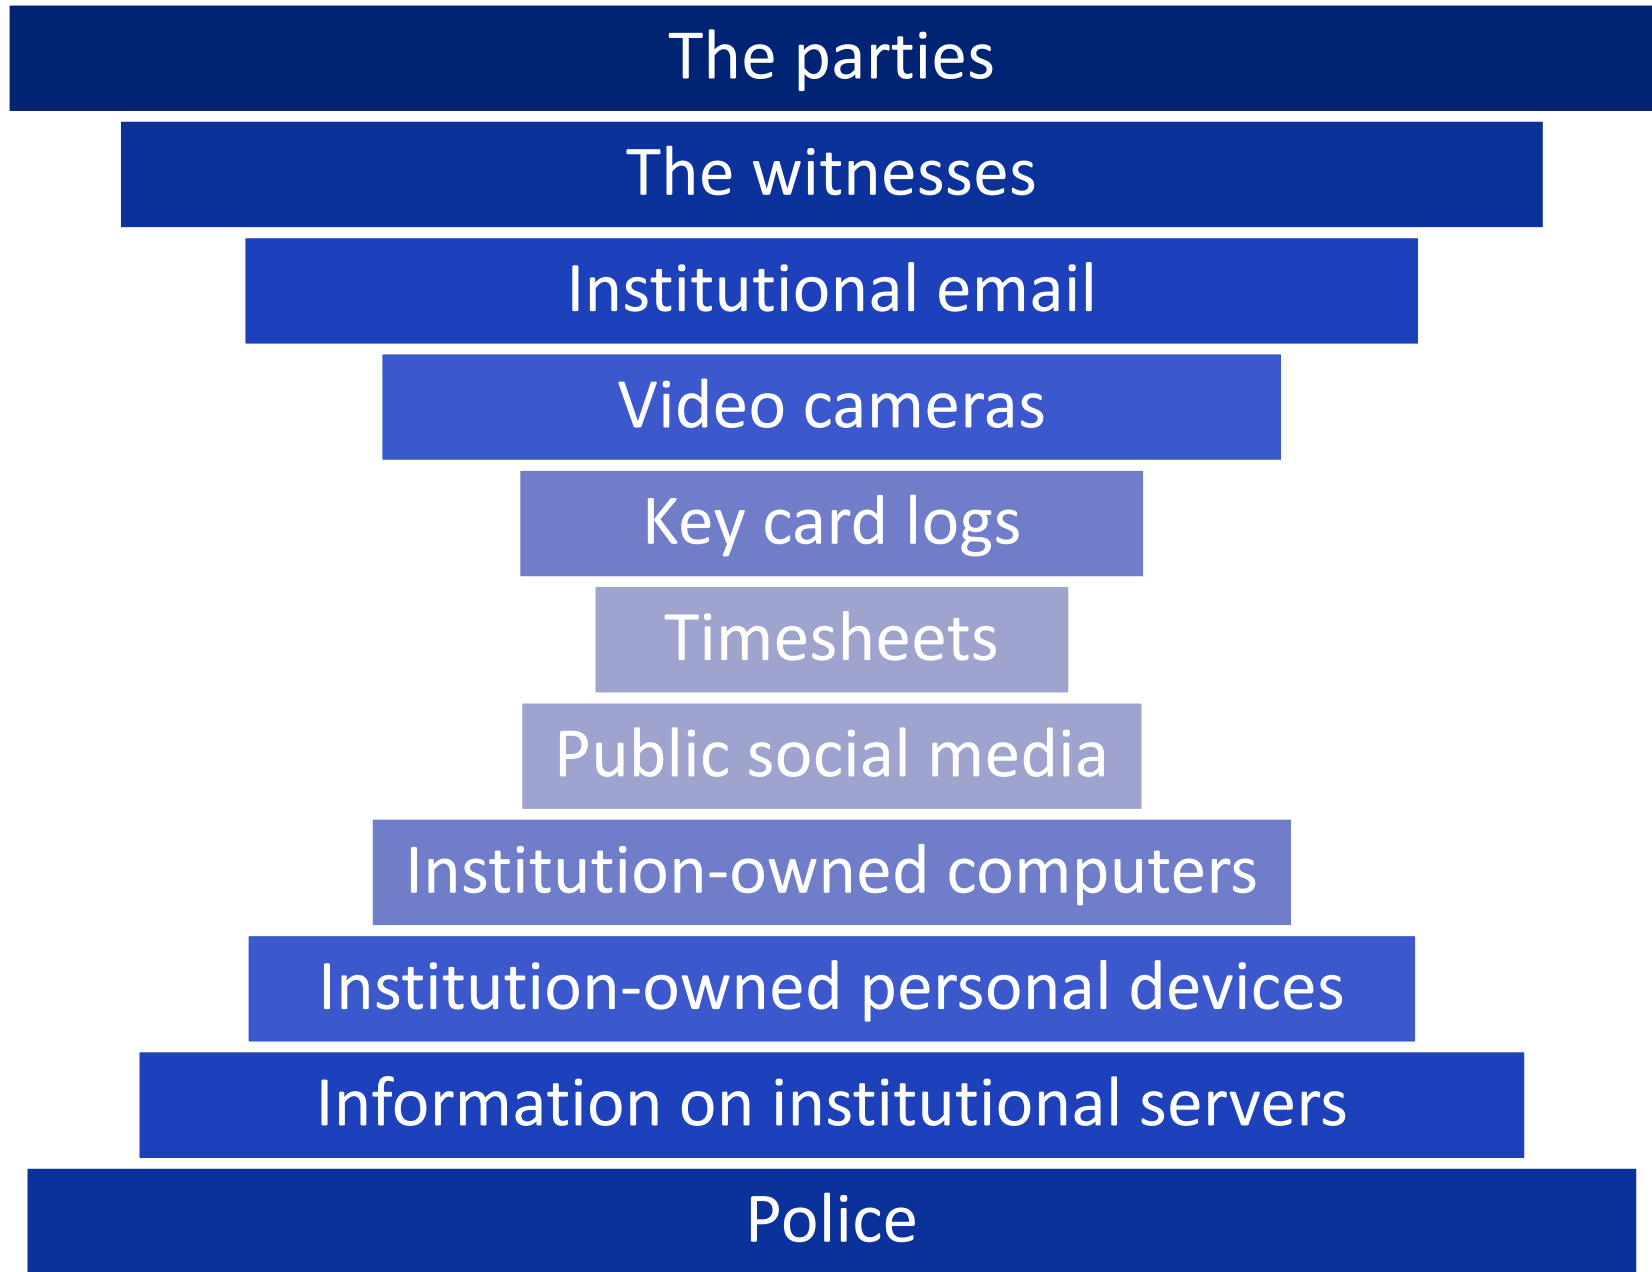 The parties
The witnesses
Institutional email
Video cameras
Key card logs
Timesheets
Public social media
Institution-owned computers
Institution-owned personal devices
Information on institutional servers
Police